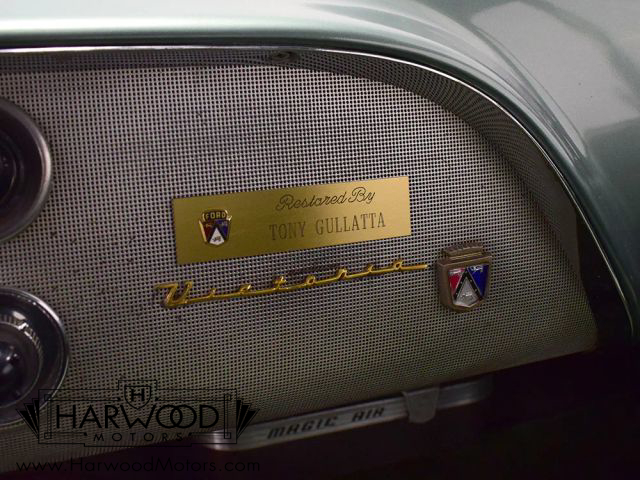 Restored By
FORD
TONY GULLATTA
Victoria
MAGIC AIR
H
HARWOOD
MOTORS
www.HarwoodMotors.com